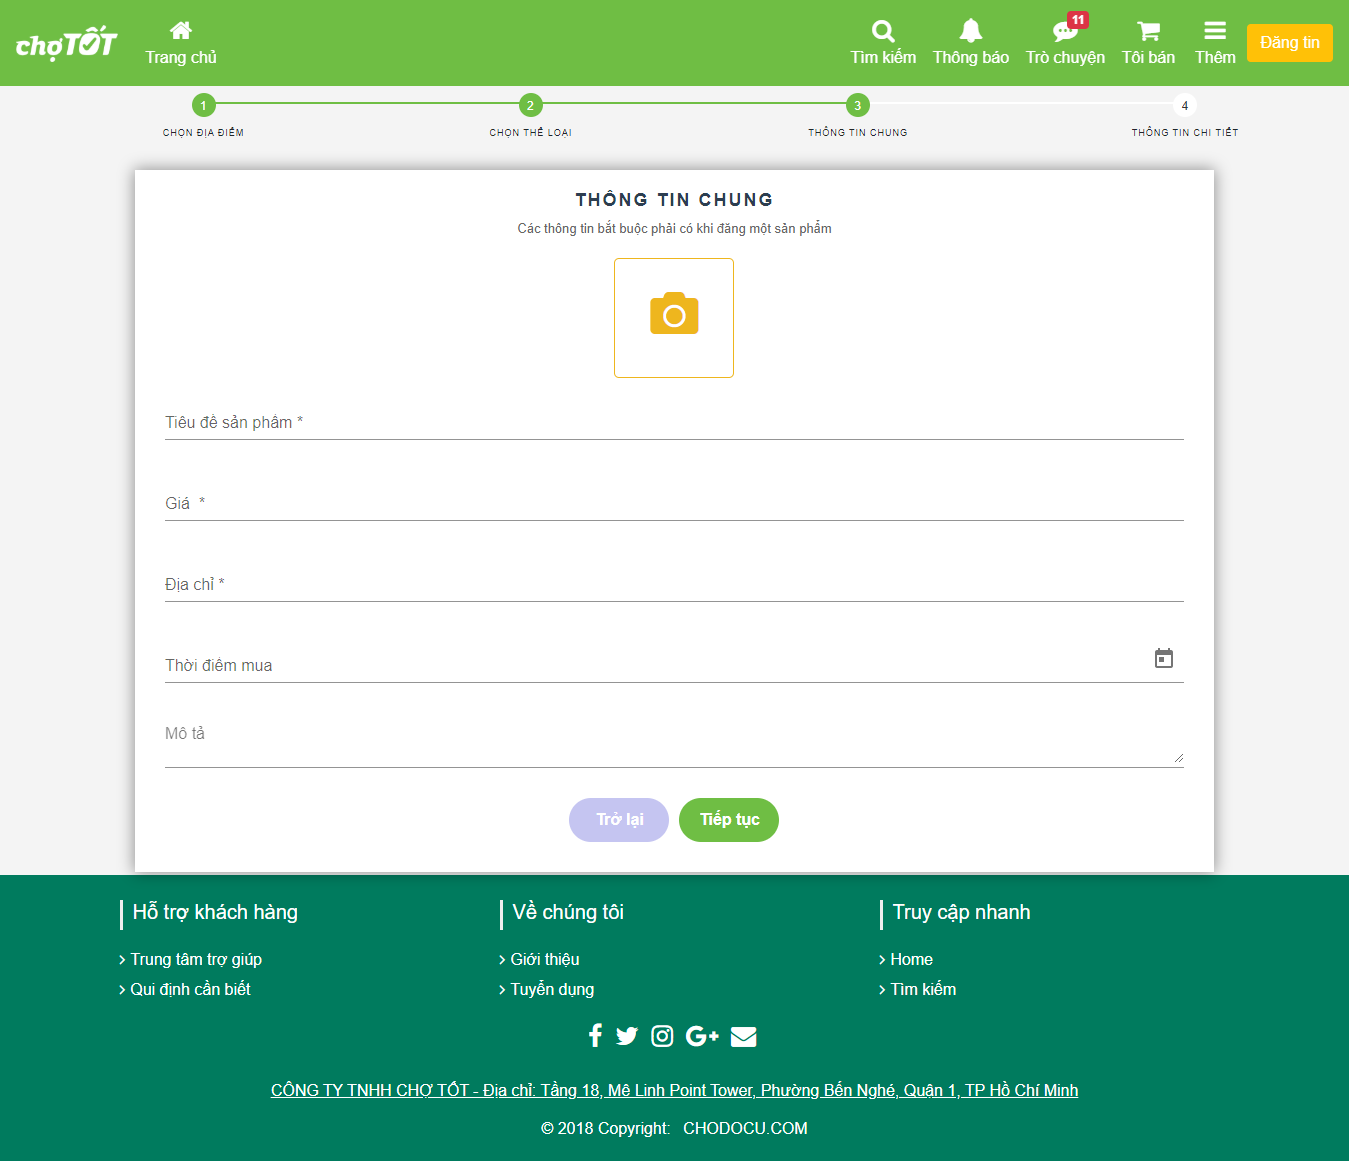 chợTỐT
Trang chủ
Tìm kiếm
Thông báo
11
Trò chuyện
Tôi bán
Thêm
Đăng tin
1
2
3
4
CHỌN ĐỊA ĐIỂM
CHỌN THỂ LOẠI
THÔNG TIN CHUNG
THÔNG TIN CHI TIẾT
THÔNG TIN CHUNG
Các thông tin bắt buộc phải có khi đăng một sản phẩm
Tiêu đề sản phẩm *
Giá *
Địa chỉ *
Thời điểm mua
Mô tả
Trở lại
Tiếp tục
Hỗ trợ khách hàng
Trung tâm trợ giúp
Qui định cần biết
Về chúng tôi
Giới thiệu
Tuyển dụng
Truy cập nhanh
Home
Tìm kiếm
CÔNG TY TNHH CHỢ TỐT - Địa chỉ: Tầng 18, Mê Linh Point Tower, Phường Bến Nghé, Quận 1, TP Hồ Chí Minh
© 2018 Copyright: CHODOCU.COM